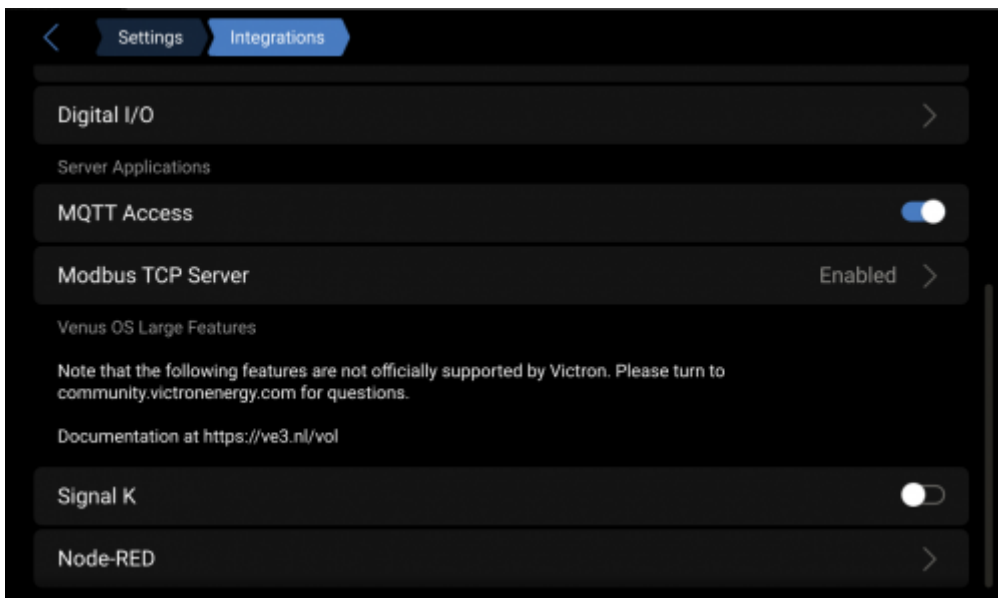 Settings
Integrations
Digital I/O
Server Applications
MQTT Access
Modbus TCP Server
Enabled
Venus OS Large Features
Note that the following features are not officially supported by Victron. Please turn to
community.victronenergy.com for questions.
Documentation at https://ve3.nl/vol
Signal K
Node-RED